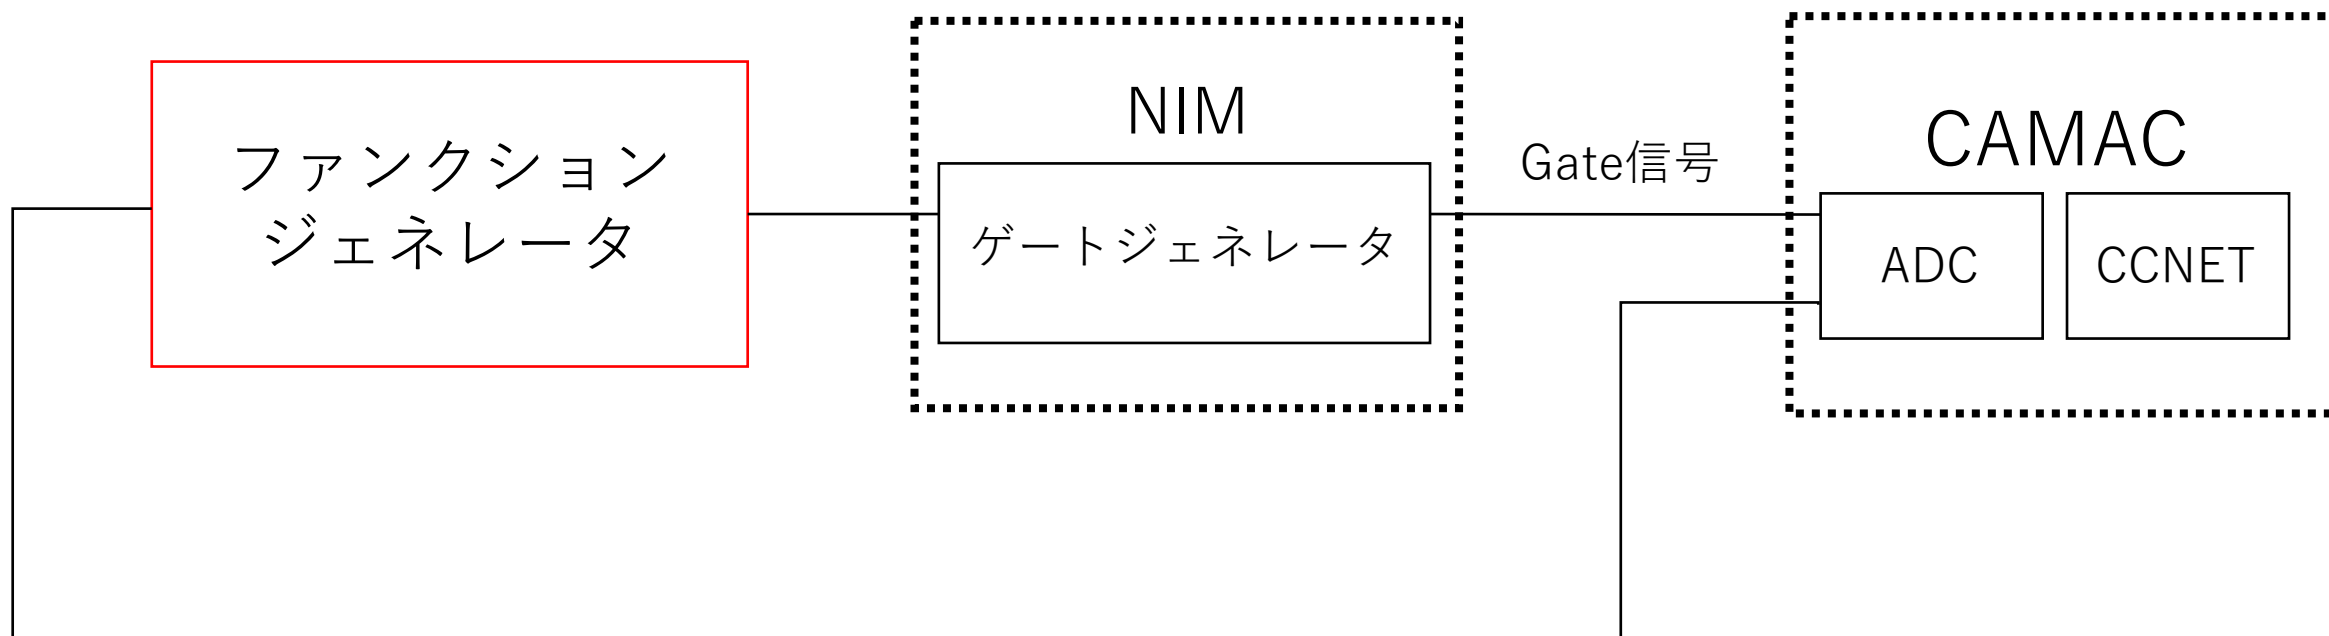 ファンクション
ジェネレータ
NIM
ゲートジェネレータ
Gate信号
CAMAC
ADC
CCNET